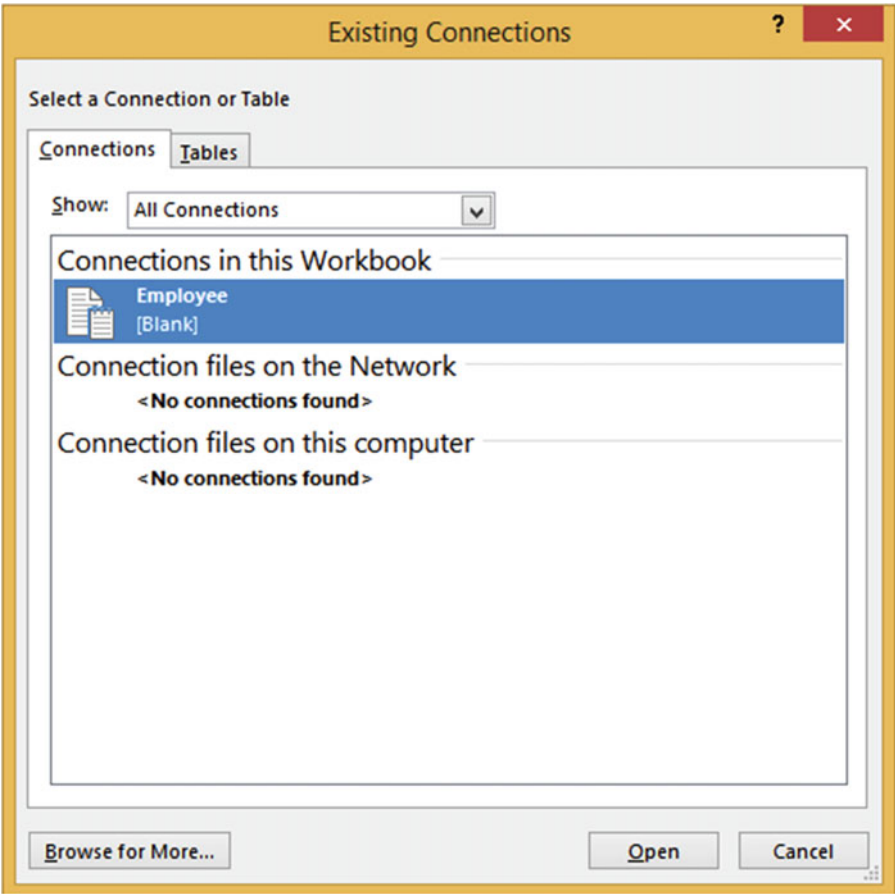 Existing Connections
?
Select a Connection or Table
Connections
Tables
Show:
All Connections
Connections in this Workbook
Employee
[Blank]
Connection files on the Network
<No connections found>
Connection files on this computer
<No connections found>
Browse for More...
Open
Cancel